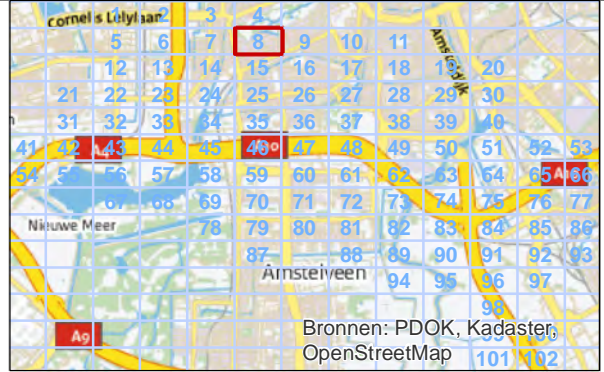 Cornelis Lelylaan 1 2 3 4
5 6 7 8 9 10 11
Amsteldijk
12 13 14 15 16 17 18 19 20
21 22 23 24 25 26 27 28 29 30
31 32 33 34 35 36 37 38 39 40
41 42 43 44 45 46 47 48 49 50 51 52 53
A4
54 55 56 57 58 59 60 61 62 63 64 65 66
67 68 69 70 71 72 73 74 75 76 77
Nieuwe Meer 78 79 80 81 82 83 84 85 86
87 88 89 90 91 92 93
Amstelveen
94 95 96 97
98
A9
Bronnen: PDOK, Kadaster,
OpenStreetMap
101 102